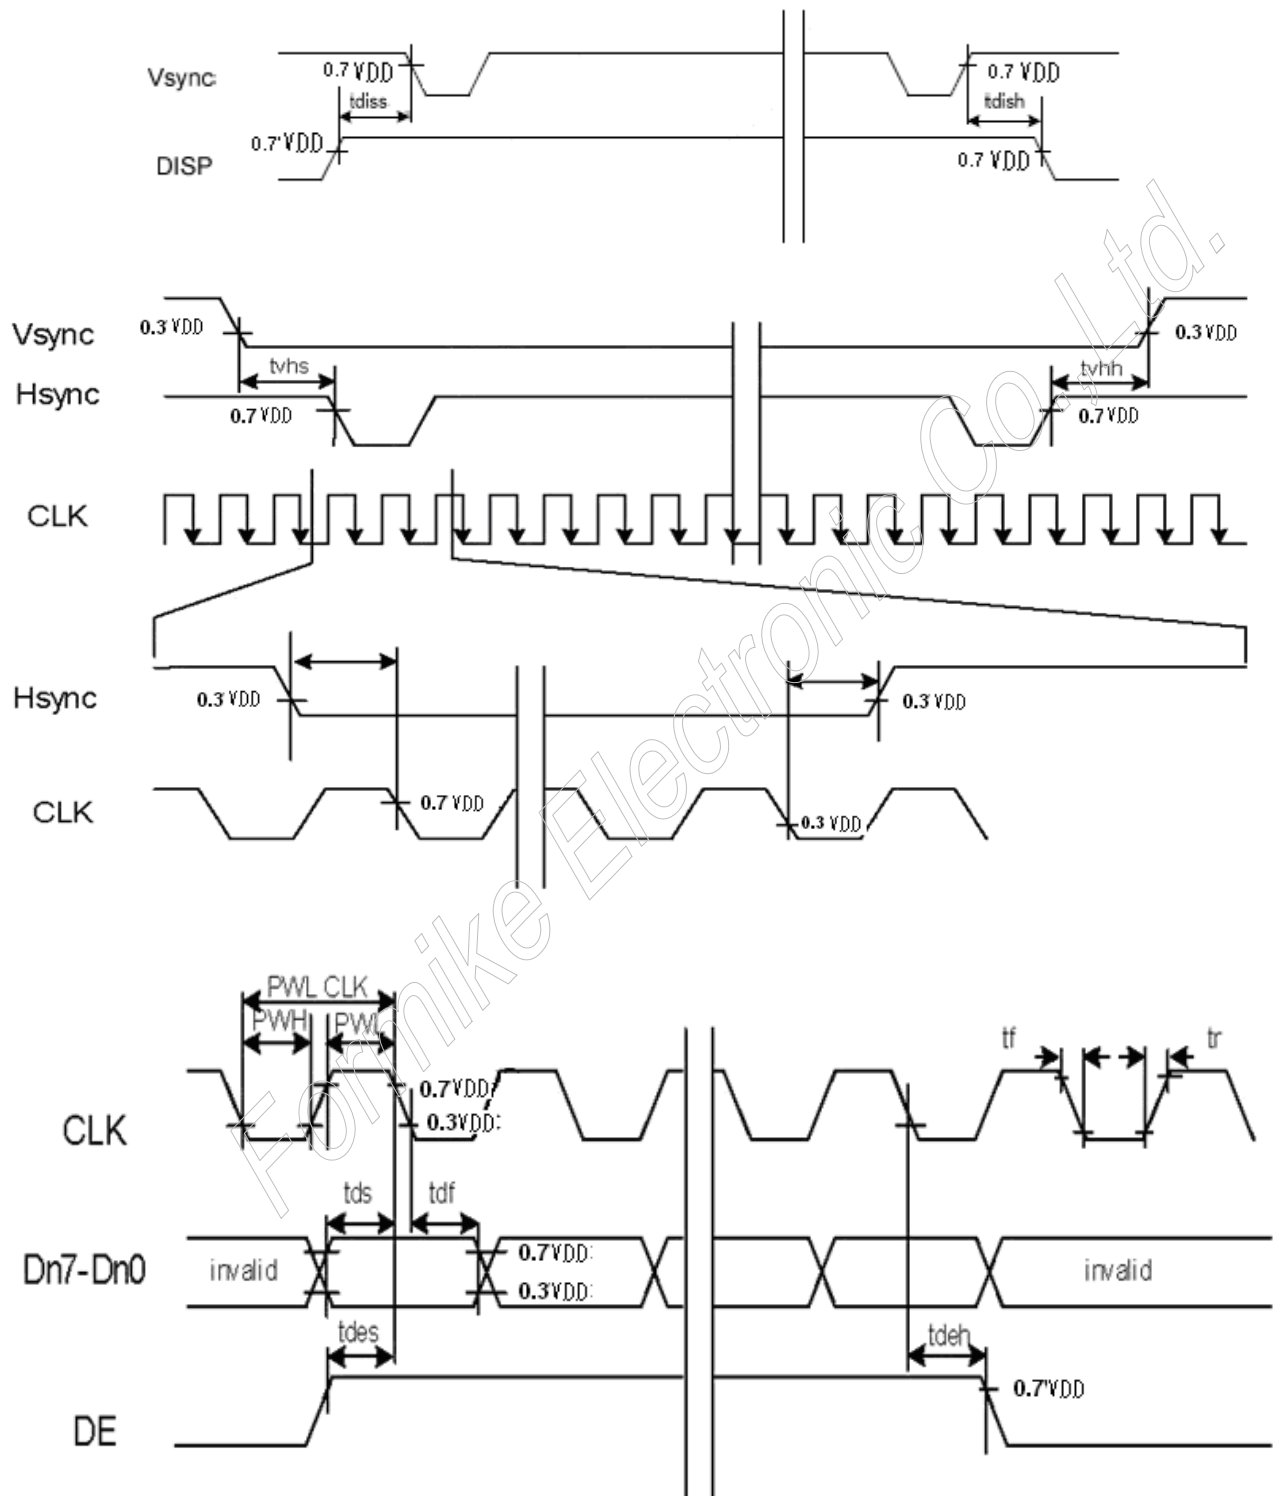 Vsync
0.7 VDD
0.7 VDD
tdiss
tdish
0.7'VDD
0.7 VDD
DISP
Vsync
0.3 VDD
0.3 VDD
tvhs
tvhh
Hsync
0.7 VDD
0.7 VDD
CLK
Hsync
0.3 VDD
0.3 VDD
CLK
0.7 VDD
0.3 VDD
PWL CLK
PWH
PWL
tf
tr
CLK
0.7VDD
0.3VDD:
tds
tdf
Dn7-Dn0
invalid
0.7VDD:
0.3VDD:
invalid
tdes
tdeh
DE
0.7'VDD
Formike Electronic Co., Ltd.